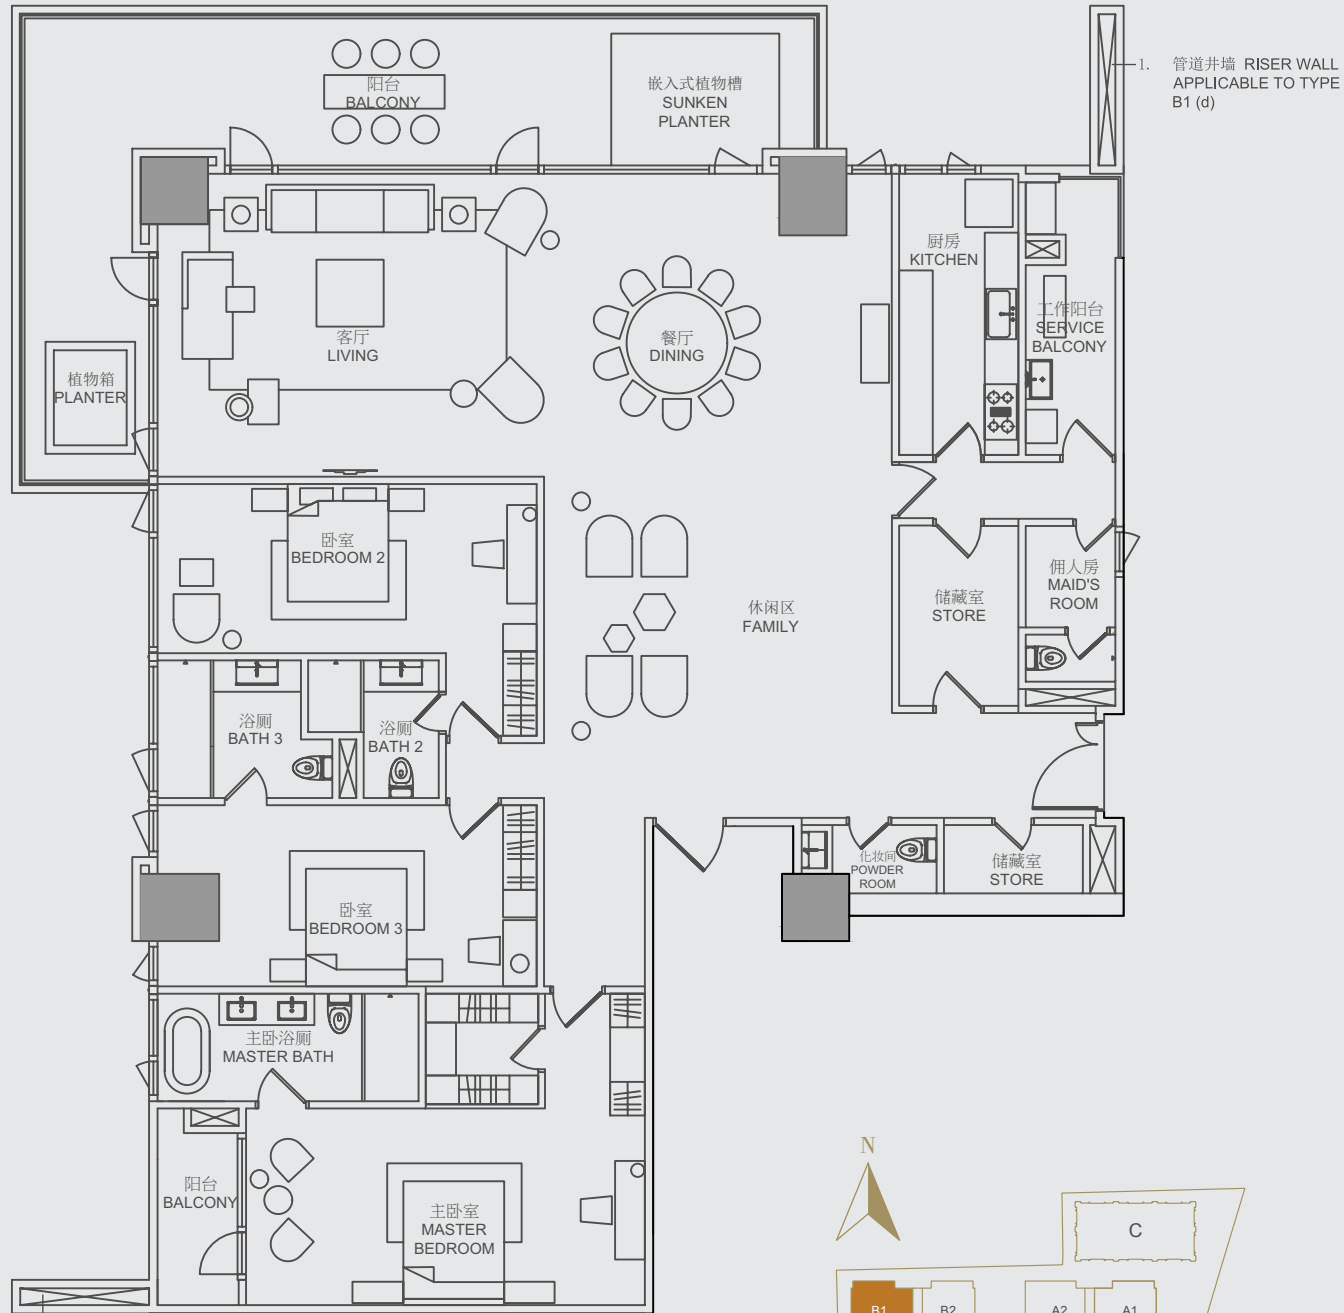 1. 管道井墙 RISER WALL
APPLICABLE TO TYPE
B1 (d)
阳台
BALCONY
嵌入式植物槽
SUNKEN
PLANTER
厨房
KITCHEN
工作阳台
SERVICE
BALCONY
客厅
LIVING
餐厅
DINING
植物箱
PLANTER
卧室
BEDROOM 2
休闲区
FAMILY
储藏室
STORE
佣人房
MAID'S
ROOM
浴厕
BATH 3
浴厕
BATH 2
化妆间
POWDER
ROOM
储藏室
STORE
卧室
BEDROOM 3
主卧浴厕
MASTER BATH
阳台
BALCONY
主卧室
MASTER
BEDROOM
N
C
B1
B2
A2
A1